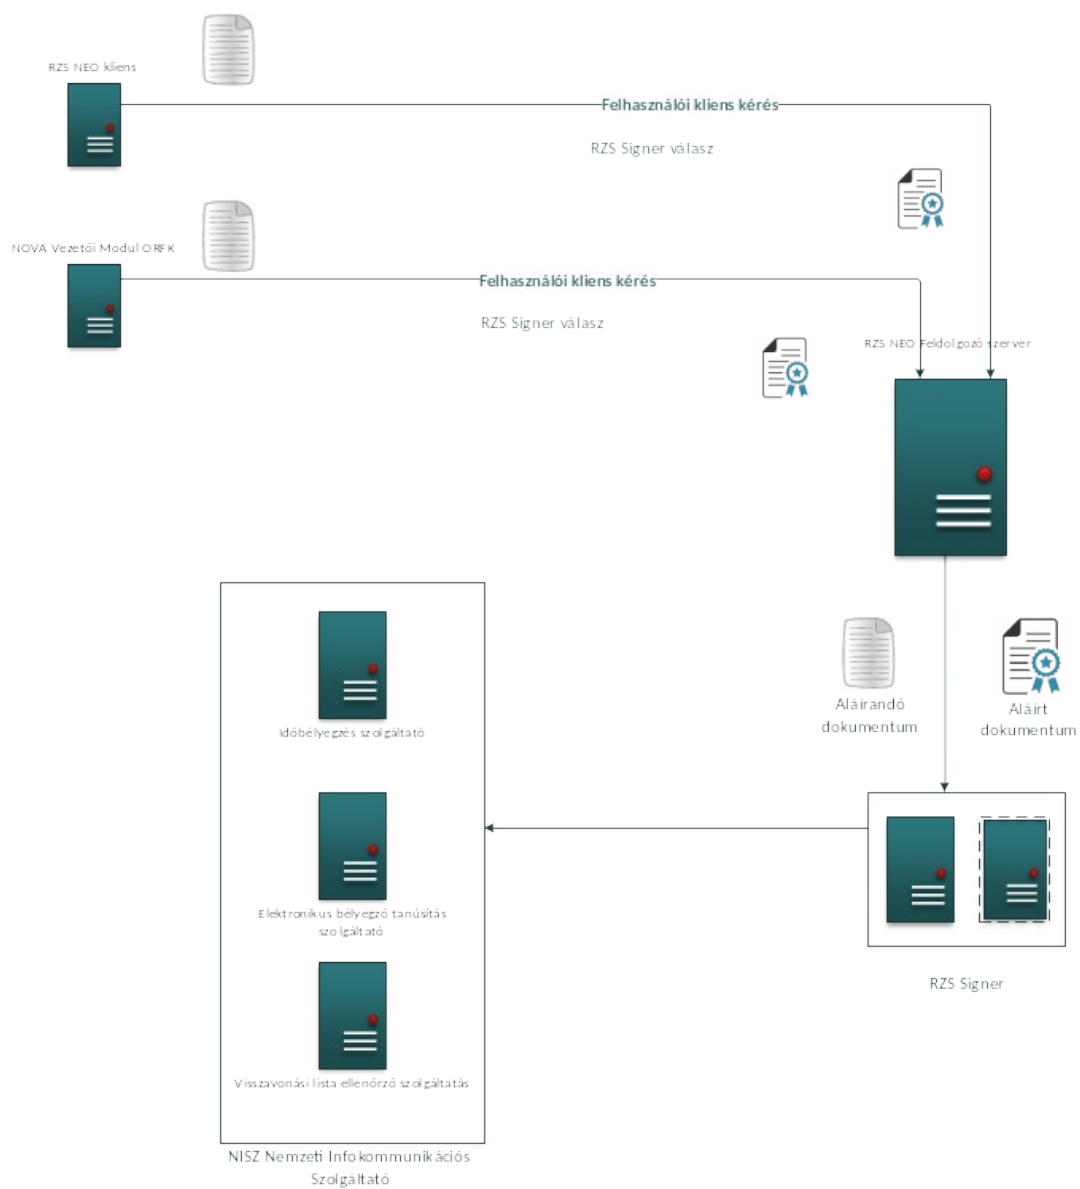 RZS NEO kliens
Felhasználói kliens kérés
RZS Signer válasz
NOVA Vezetői Modul ORFK
Felhasználói kliens kérés
RZS Signer válasz
RZS NEO Feldolgozó szerver
Aláírandó
dokumentum
Aláírt
dokumentum
Időbélyegzés szolgáltató
Elektronikus bélyegző tanúsítás
szolgáltató
RZS Signer
Visszavonási lista ellenőrző szolgáltatás
NISZ Nemzeti Infokommunikációs
Szolgáltató